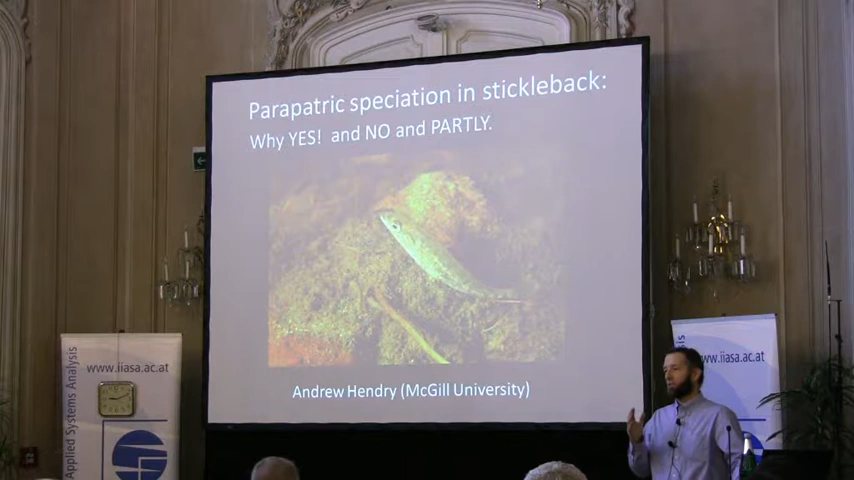 Parapatric speciation in stickleback:
Why YES! and NO and PARTLY.
Andrew Hendry (McGill University)
www.iiasa.ac.at
Applied Systems Analysis
www.iiasa.ac.at